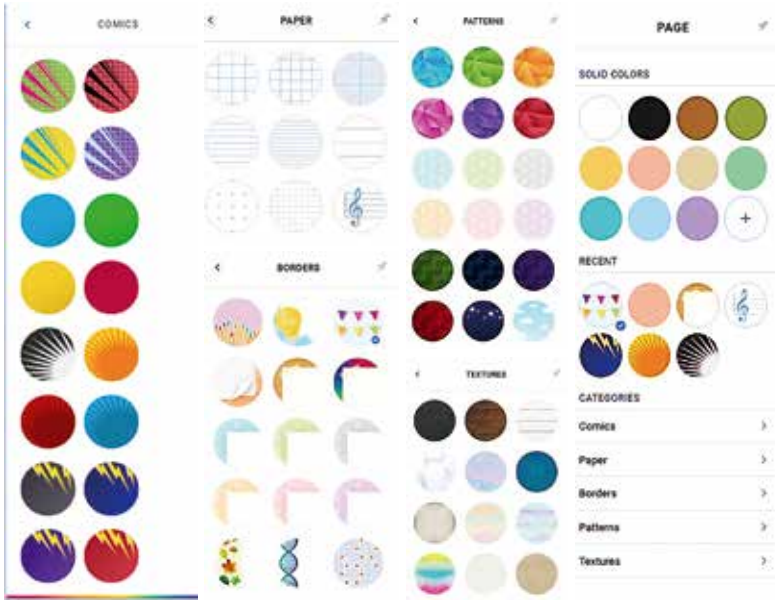 COMICS
PAPER
BORDERS
PATTERNS
TEXTURES
PAGE
SOLID COLORS
RECENT
CATEGORIES
Comics
Paper
Borders
Patterns
Textures